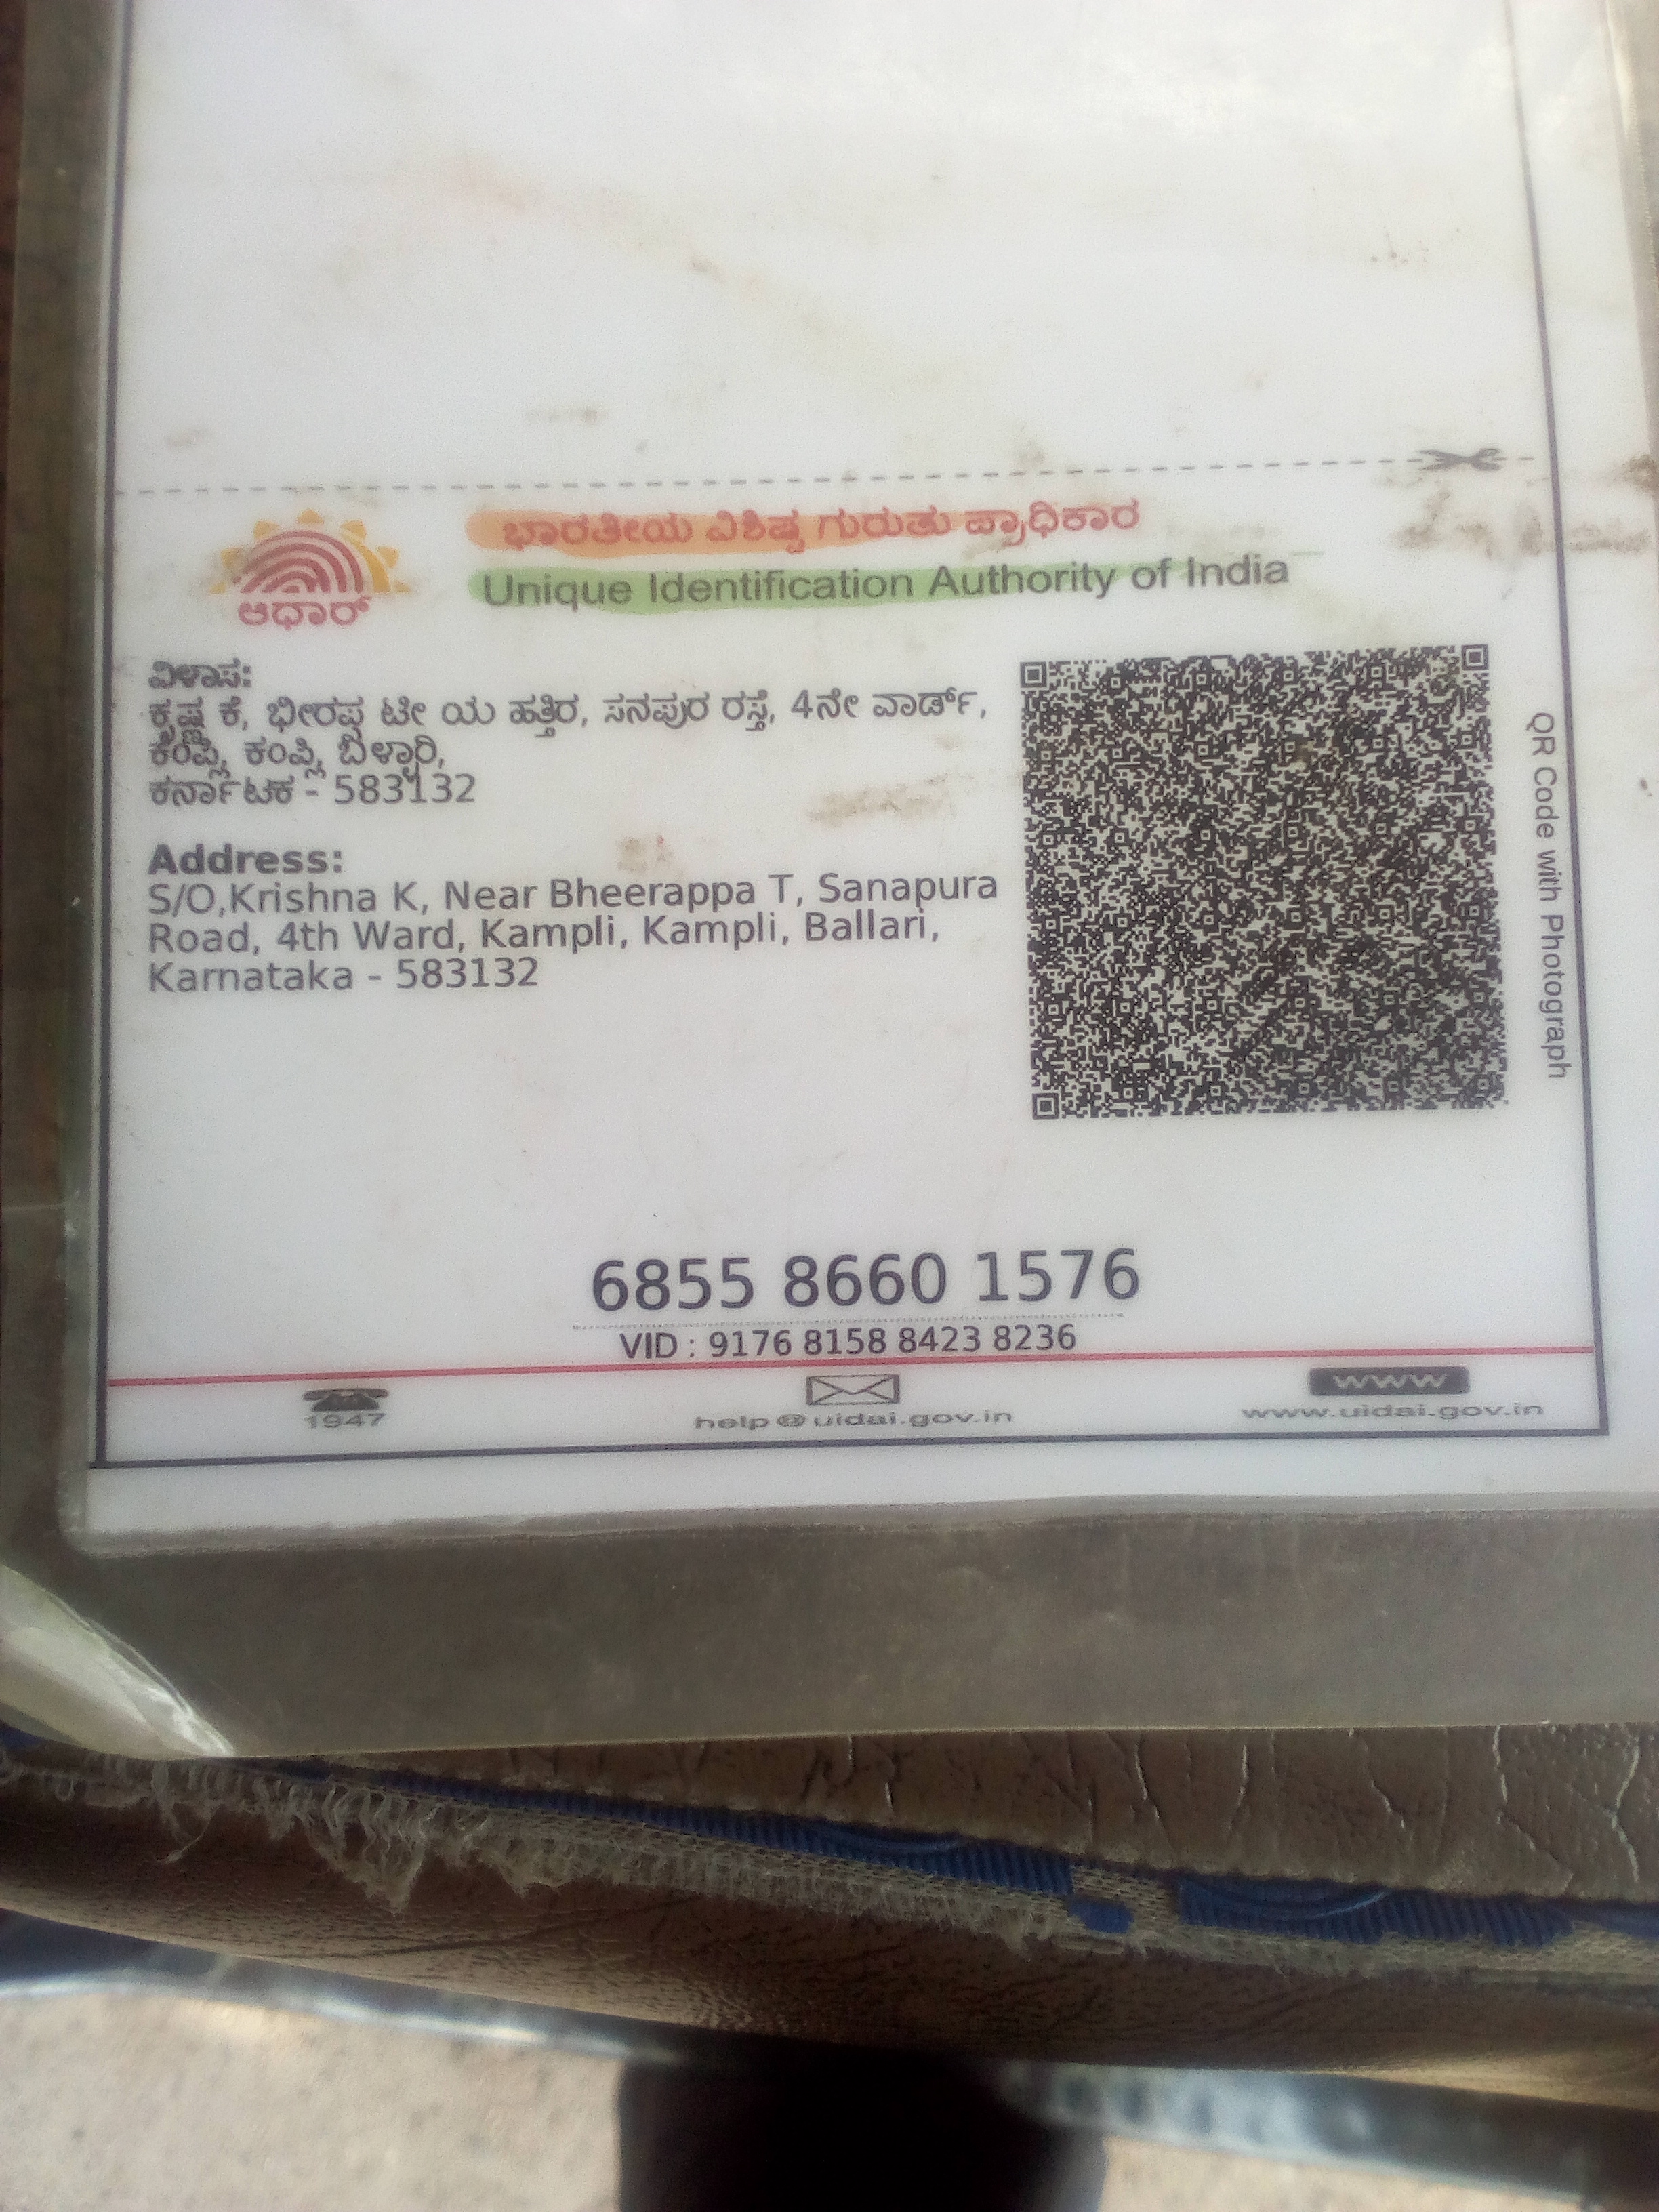 ಭಾರತೀಯ ವಿಶಿಷ್ಟ ಗುರುತು ಪ್ರಾಧಿಕಾರ
Unique Identification Authority of India
ಆಧಾರ್
ವಿಳಾಸ:
ಕೃಷ್ಣ ಕೆ, ಭೀರಪ್ಪ ಟೀ ಯ ಹತ್ತಿರ, ಸನಪುರ ರಸ್ತೆ, 4ನೇ ವಾರ್ಡ್,
ಕಂಪ್ಲಿ, ಕಂಪ್ಲಿ, ಬಳ್ಳಾರಿ,
ಕರ್ನಾಟಕ - 583132
Address:
S/O,Krishna K, Near Bheerappa T, Sanapura
Road, 4th Ward, Kampli, Kampli, Ballari,
Karnataka - 583132
QR Code with Photograph
6855 8660 1576
VID : 9176 8158 8423 8236
1947
help@uidai.gov.in
www
www.uidai.gov.in